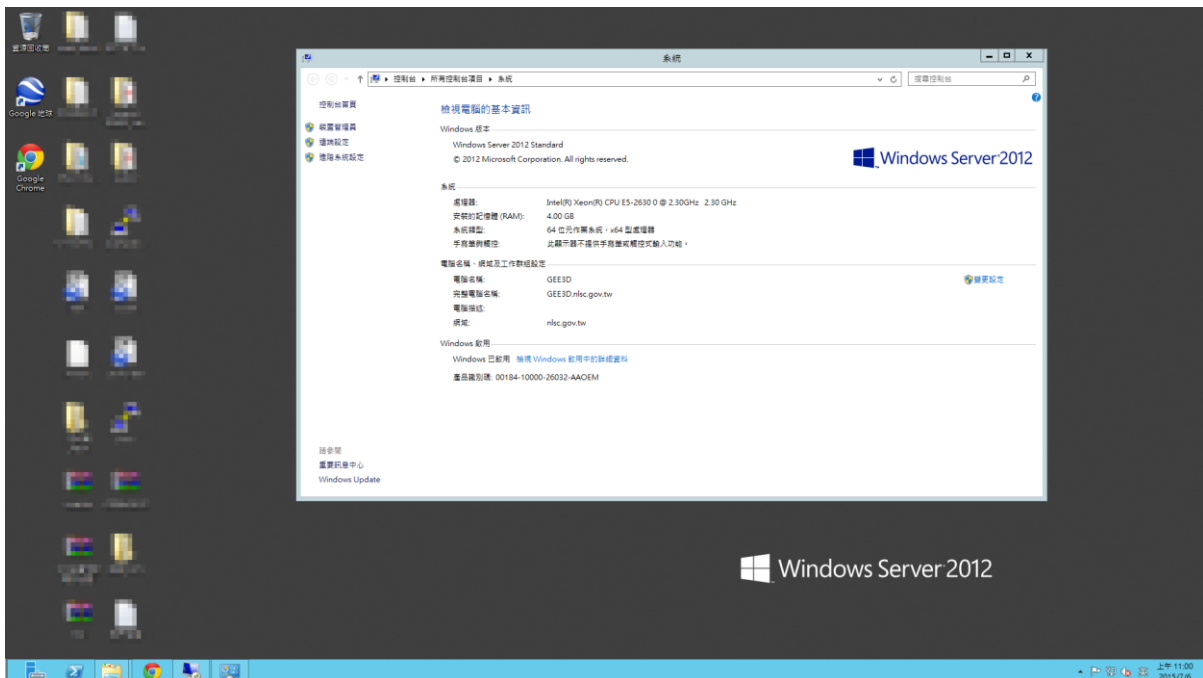 資源回收筒
Google 地球
Google
Chrome
系統
控制台 ▸ 所有控制台項目 ▸ 系統
搜尋控制台
控制台首頁
裝置管理員
遠端設定
進階系統設定
檢視電腦的基本資訊
Windows 版本
Windows Server 2012 Standard
© 2012 Microsoft Corporation. All rights reserved.
Windows Server 2012
系統
處理器: Intel(R) Xeon(R) CPU E5-2630 0 @ 2.30GHz 2.30 GHz
安裝的記憶體 (RAM): 4.00 GB
系統類型: 64 位元作業系統，x64 型處理器
手寫筆與觸控: 此顯示器不提供手寫筆或觸控式輸入功能。
電腦名稱、網域及工作群組設定
電腦名稱: GEE3D
變更設定
完整電腦名稱: GEE3D.nlsc.gov.tw
電腦描述:
網域: nlsc.gov.tw
Windows 啟用
Windows 已啟用 檢視 Windows 啟用中的詳細資料
產品識別碼: 00184-10000-26032-AAOEM
請參閱
重要訊息中心
Windows Update
Windows Server 2012
上午 11:00
2015/7/6